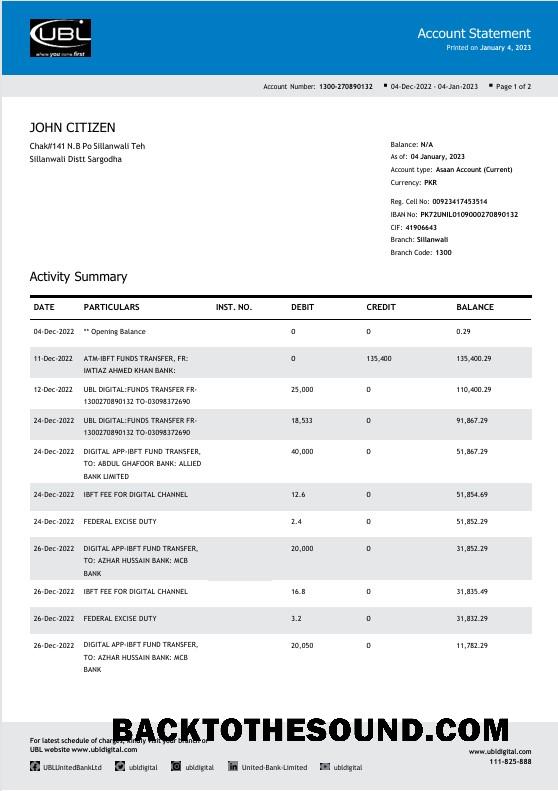 UBL
where you come first
Account Statement
Printed on January 4, 2023
Account Number: 1300-270890132 ▪ 04-Dec-2022 - 04-Jan-2023 ▪ Page 1 of 2
JOHN CITIZEN
Chak#141 N.B Po Sillanwali Teh
Sillanwali Distt Sargodha
Balance: N/A
As of: 04 January, 2023
Account type: Asaan Account (Current)
Currency: PKR
Reg. Cell No: 00923417453514
IBAN No: PK72UNIL0109000270890132
CIF: 41906643
Branch: Sillanwali
Branch Code: 1300
Activity Summary
DATE PARTICULARS INST. NO. DEBIT CREDIT BALANCE
04-Dec-2022 ** Opening Balance 0 0 0.29
11-Dec-2022 ATM-IBFT FUNDS TRANSFER, FR: 0 135,400 135,400.29
IMTIAZ AHMED KHAN BANK:
12-Dec-2022 UBL DIGITAL:FUNDS TRANSFER FR- 25,000 110,400.29
1300270890132 TO-03098372690
24-Dec-2022 UBL DIGITAL:FUNDS TRANSFER FR- 18,533 0 91,867.29
1300270890132 TO-03098372690
24-Dec-2022 DIGITAL APP-IBFT FUND TRANSFER, 40,000 0 51,867.29
TO: ABDUL GHAFOOR BANK: ALLIED
BANK LIMITED
24-Dec-2022 IBFT FEE FOR DIGITAL CHANNEL 12.6 0 51,854.69
24-Dec-2022 FEDERAL EXCISE DUTY 2.4 0 51,852.29
26-Dec-2022 DIGITAL APP-IBFT FUND TRANSFER, 20,000 0 31,852.29
TO: AZHAR HUSSAIN BANK: MCB
BANK
26-Dec-2022 IBFT FEE FOR DIGITAL CHANNEL 16.8 0 31,835.49
26-Dec-2022 FEDERAL EXCISE DUTY 3.2 0 31,832.29
26-Dec-2022 DIGITAL APP-IBFT FUND TRANSFER, 20,050 0 11,782.29
TO: AZHAR HUSSAIN BANK: MCB
BANK
BACKTOTHESOUND.COM
For latest schedule of charges, kindly visit your branch or
UBL website www.ubldigital.com
www.ubldigital.com
111-825-888
UBLUnitedBankLtd ubldigital ubldigital United-Bank-Limited ubldigital